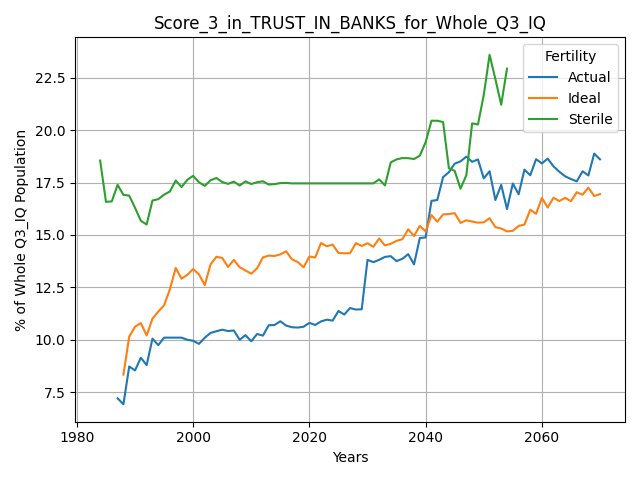 Score_3_in_TRUST_IN_BANKS_for_Whole_Q3_IQ
Fertility
Actual
Ideal
Sterile
% of Whole Q3_IQ Population
22.5
20.0
17.5
15.0
12.5
10.0
7.5
1980
2000
2020
2040
2060
Years